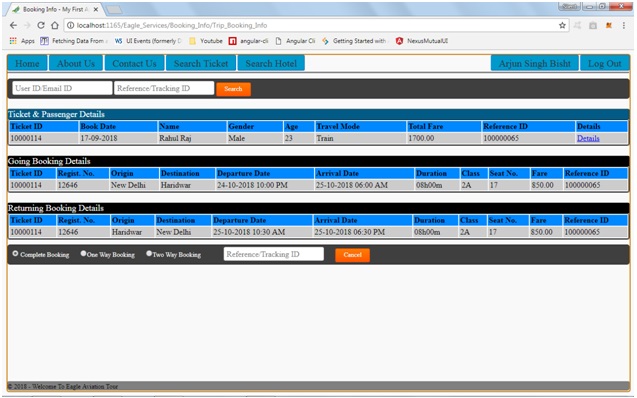 Booking Info - My First A
localhost:1165/Eagle_Services/Booking_Info/Trip_Booking_Info
Apps Fetching Data From UI Events (formerly Youtube angular-cli Angular Cli Getting Started with NexusMutualUI
Home About Us Contact Us Search Ticket Search Hotel Arjun Singh Bisht Log Out
User ID/Email ID Reference/Tracking ID Search
Ticket & Passenger Details
Ticket ID Book Date Name Gender Age Travel Mode Total Fare Reference ID Details
10000114 17-09-2018 Rahul Raj Male 23 Train 1700.00 100000065 Details
Going Booking Details
Ticket ID Regist. No. Origin Destination Departure Date Arrival Date Duration Class Seat No. Fare Reference ID
10000114 12646 New Delhi Haridwar 24-10-2018 10:00 PM 25-10-2018 06:00 AM 08h00m 2A 17 850.00 100000065
Returning Booking Details
Ticket ID Regist. No. Origin Destination Departure Date Arrival Date Duration Class Seat No. Fare Reference ID
10000114 12646 Haridwar New Delhi 25-10-2018 10:30 AM 25-10-2018 06:30 PM 08h00m 2A 17 850.00 100000065
Complete Booking One Way Booking Two Way Booking Reference/Tracking ID Cancel
© 2018 - Welcome To Eagle Aviation Tour